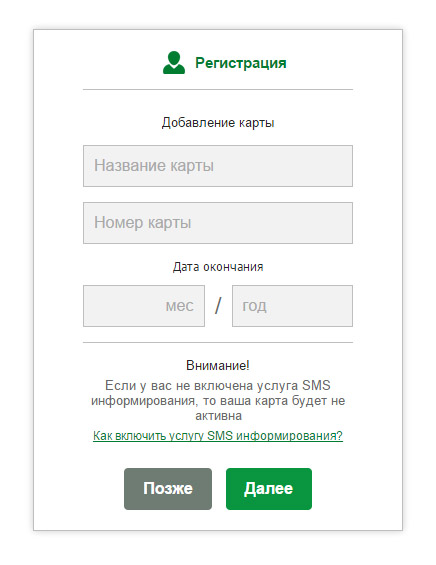 Регистрация
Добавление карты
Название карты
Номер карты
Дата окончания
мес / год
Внимание!
Если у вас не включена услуга SMS
информирования, то ваша карта будет не
активна
Как включить услугу SMS информирования?
Позже Далее